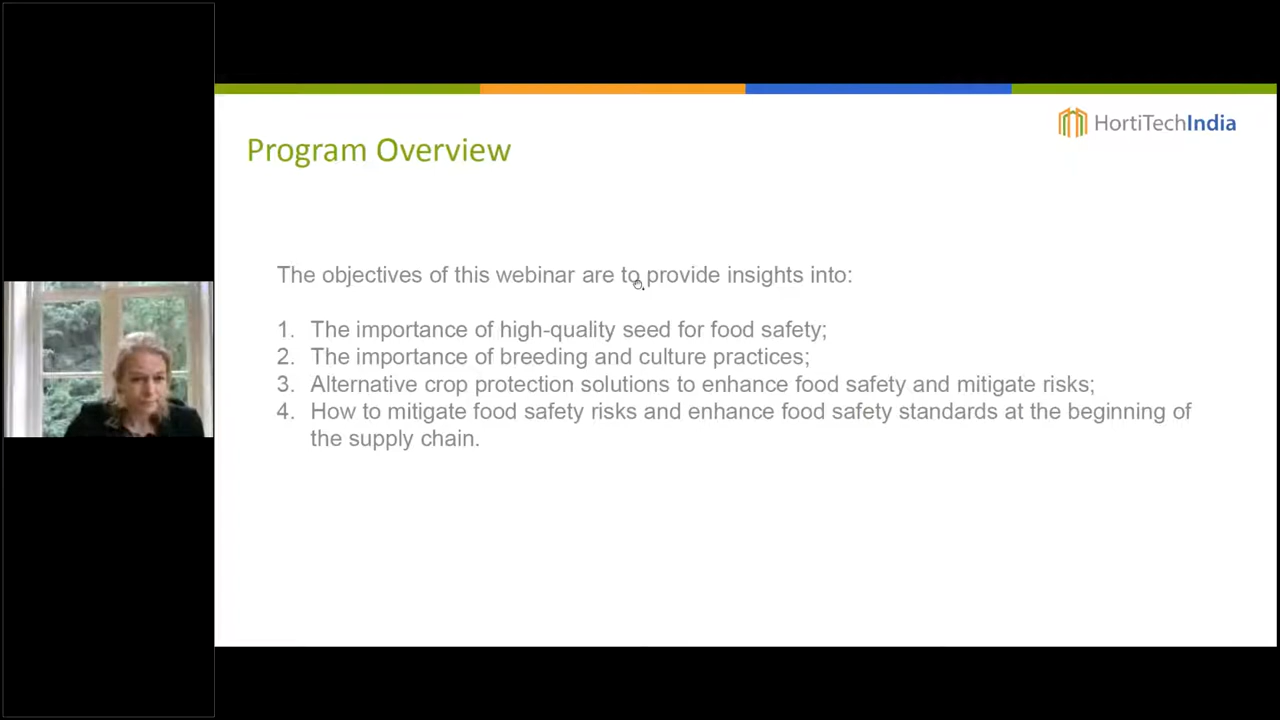 HortiTechIndia
Program Overview
The objectives of this webinar are to provide insights into:
1. The importance of high-quality seed for food safety;
2. The importance of breeding and culture practices;
3. Alternative crop protection solutions to enhance food safety and mitigate risks;
4. How to mitigate food safety risks and enhance food safety standards at the beginning of
the supply chain.